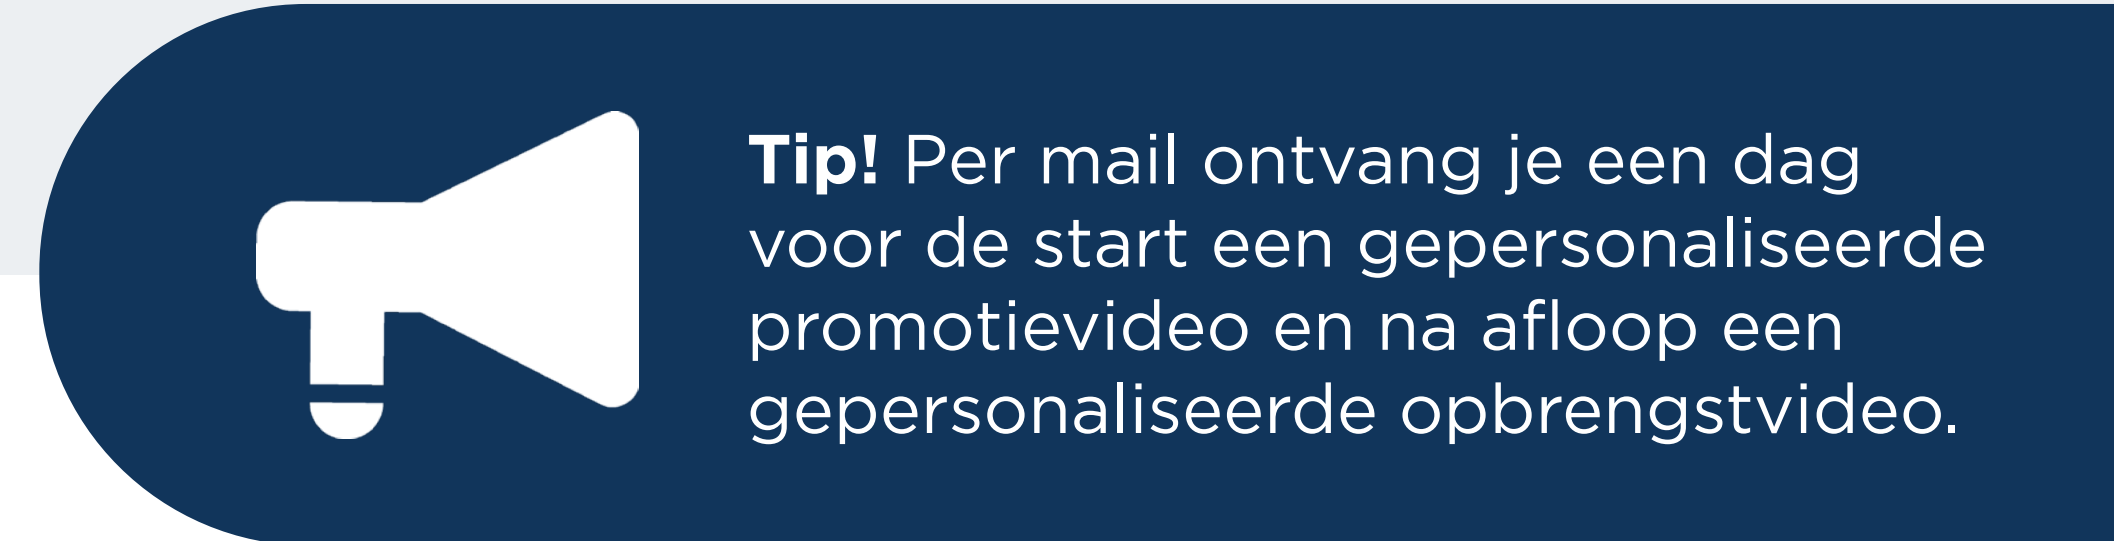 Tip! Per mail ontvang je een dag
voor de start een gepersonaliseerde
promotievideo en na afloop een
gepersonaliseerde opbrengstvideo.